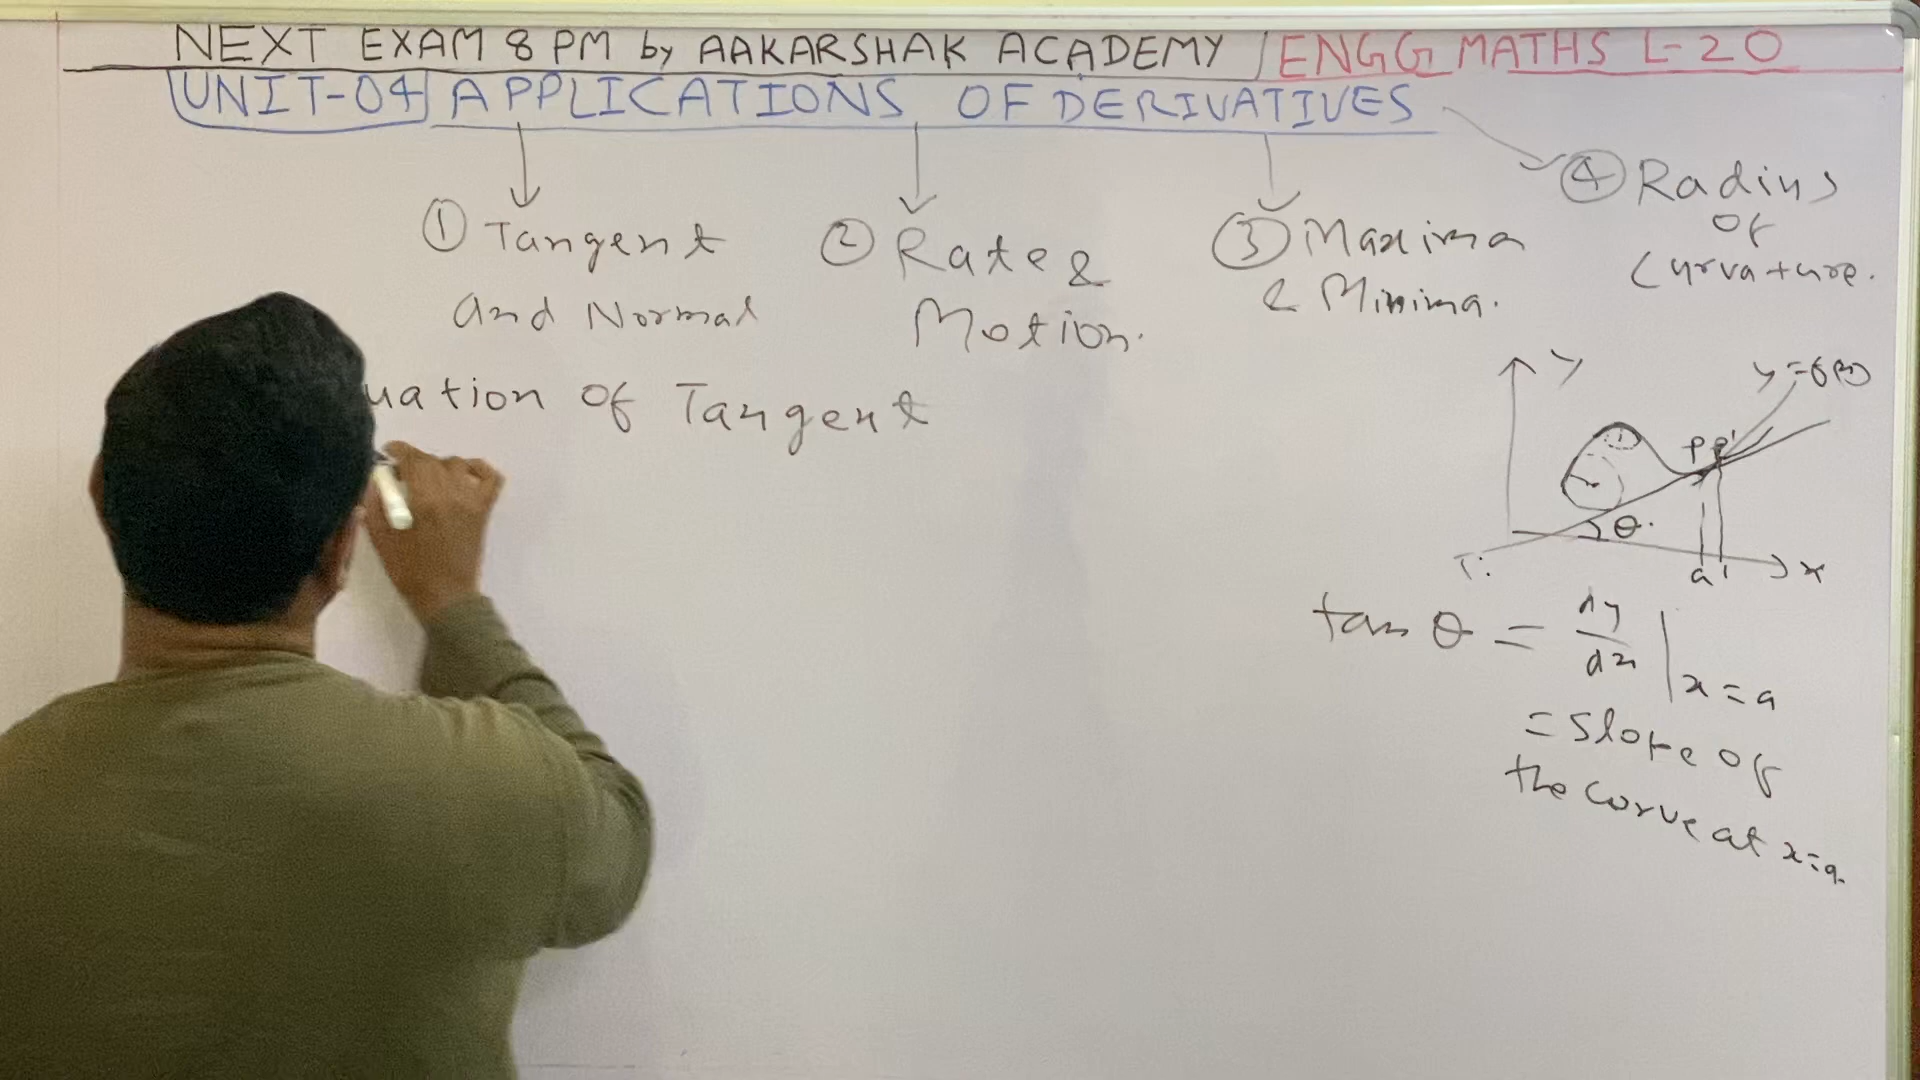 NEXT EXAM 8 PM by AAKARSHAK ACADEMY / ENGG MATHS L-20
UNIT-04 APPLICATIONS OF DERIVATIVES
① Tangent
and Normal
② Rate &
Motion.
③ Maxima
& Minima.
④ Radius
of
Curvature.
uation of Tangent
y
y=f(x)
P P'
θ.
T:
a
x
tan θ = dy/dx | x=a
= slope of
the curve at x=a.